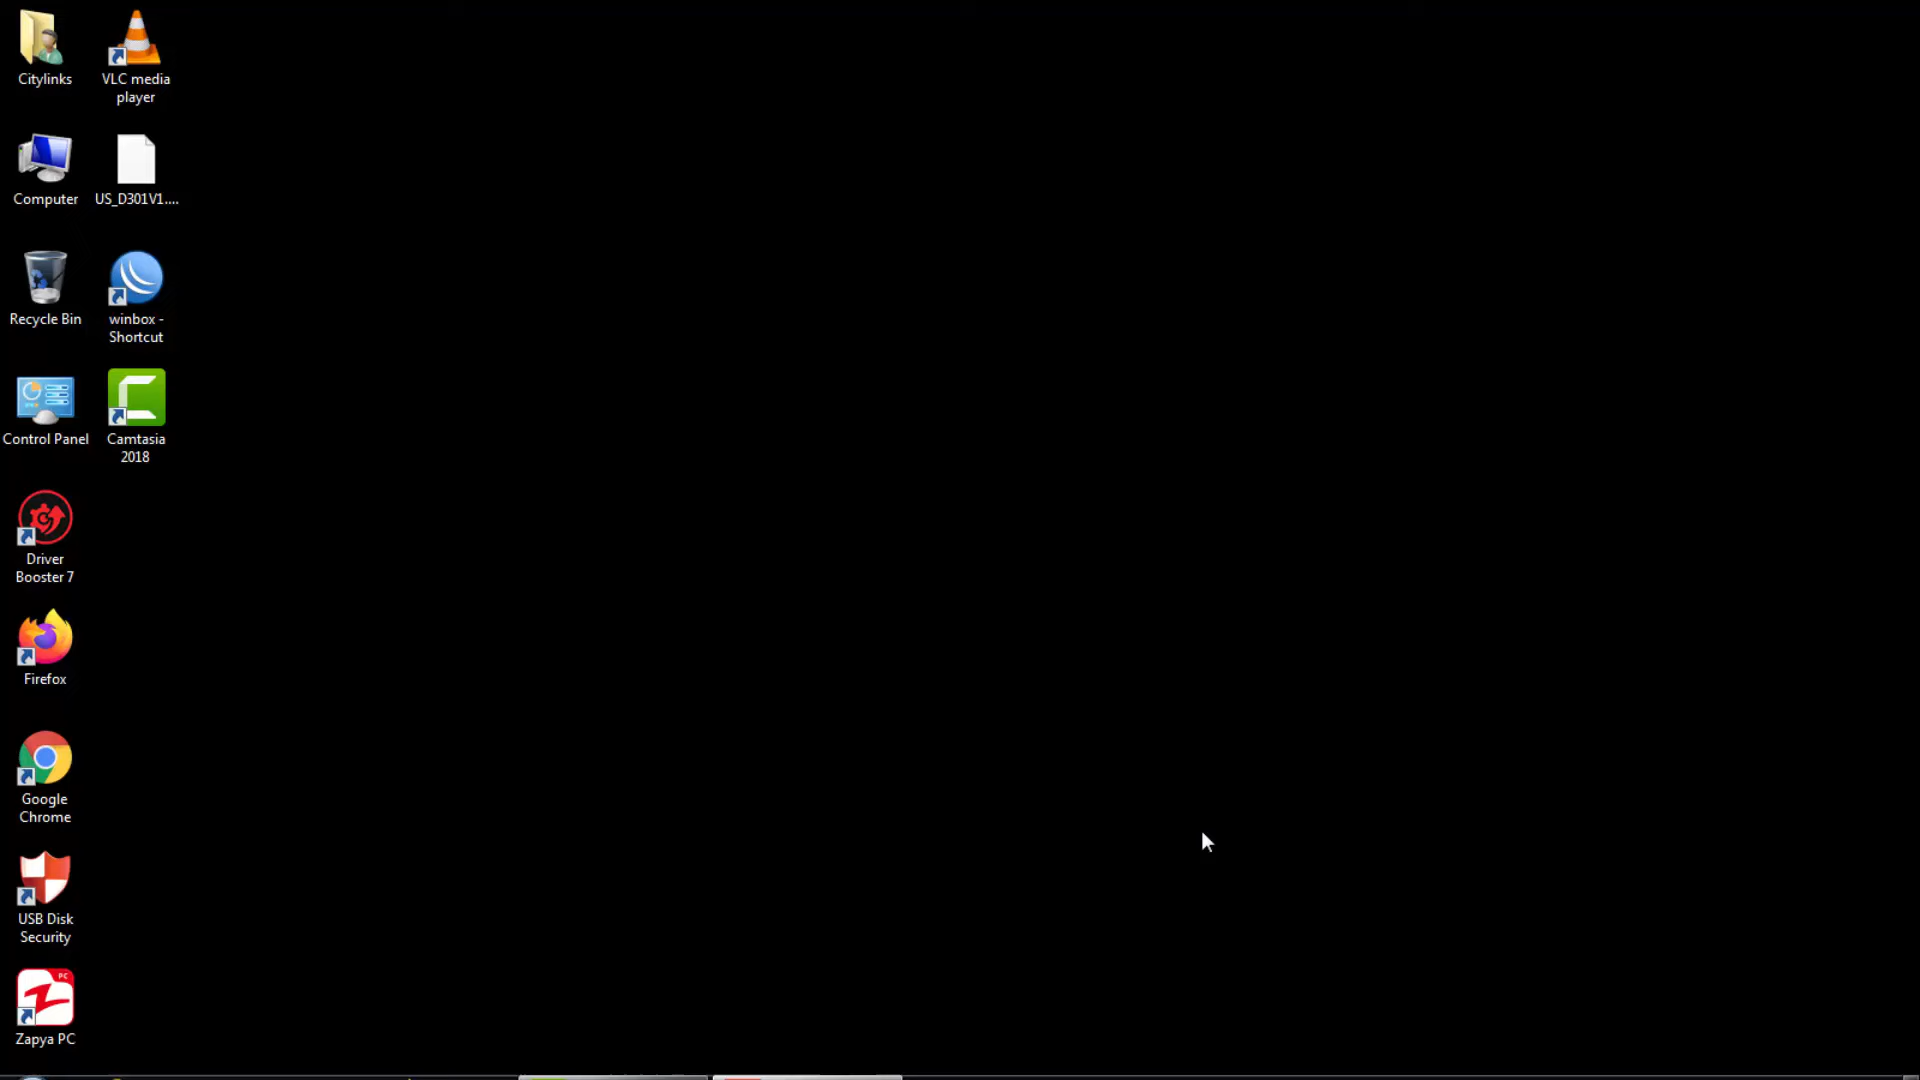 Citylinks
VLC media
player
Computer
US_D301V1....
Recycle Bin
winbox -
Shortcut
Control Panel
Camtasia
2018
Driver
Booster 7
Firefox
Google
Chrome
USB Disk
Security
PC
Zapya PC